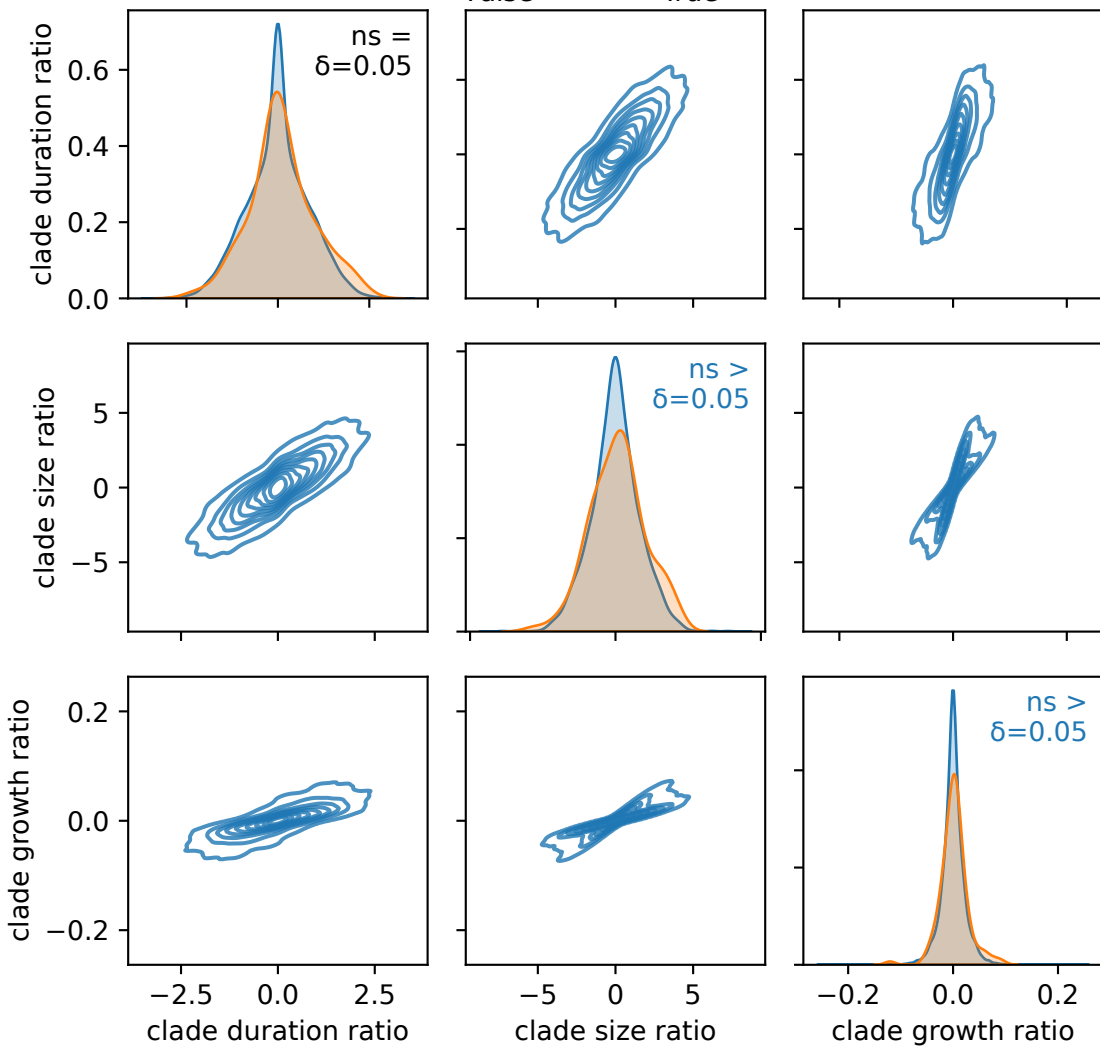 clade duration ratio
0.6
0.4
0.2
0.0
ns =
δ=0.05
clade size ratio
5
0
−5
ns >
δ=0.05
clade growth ratio
0.2
0.0
−0.2
ns >
δ=0.05
−2.5 0.0 2.5
−5 0 5
−0.2 0.0 0.2
clade duration ratio
clade size ratio
clade growth ratio